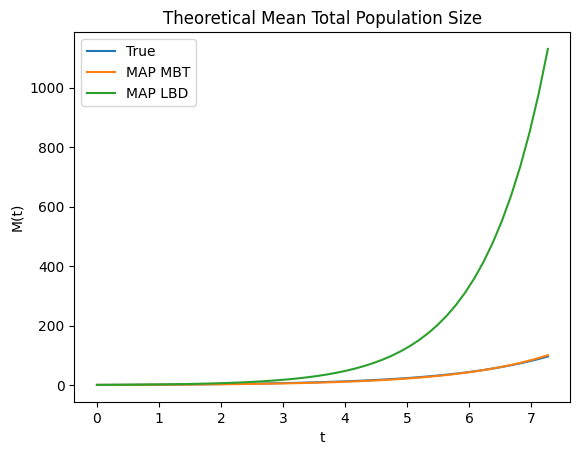 Theoretical Mean Total Population Size
True
MAP MBT
MAP LBD
1000
800
600
400
200
0
M(t)
0 1 2 3 4 5 6 7
t